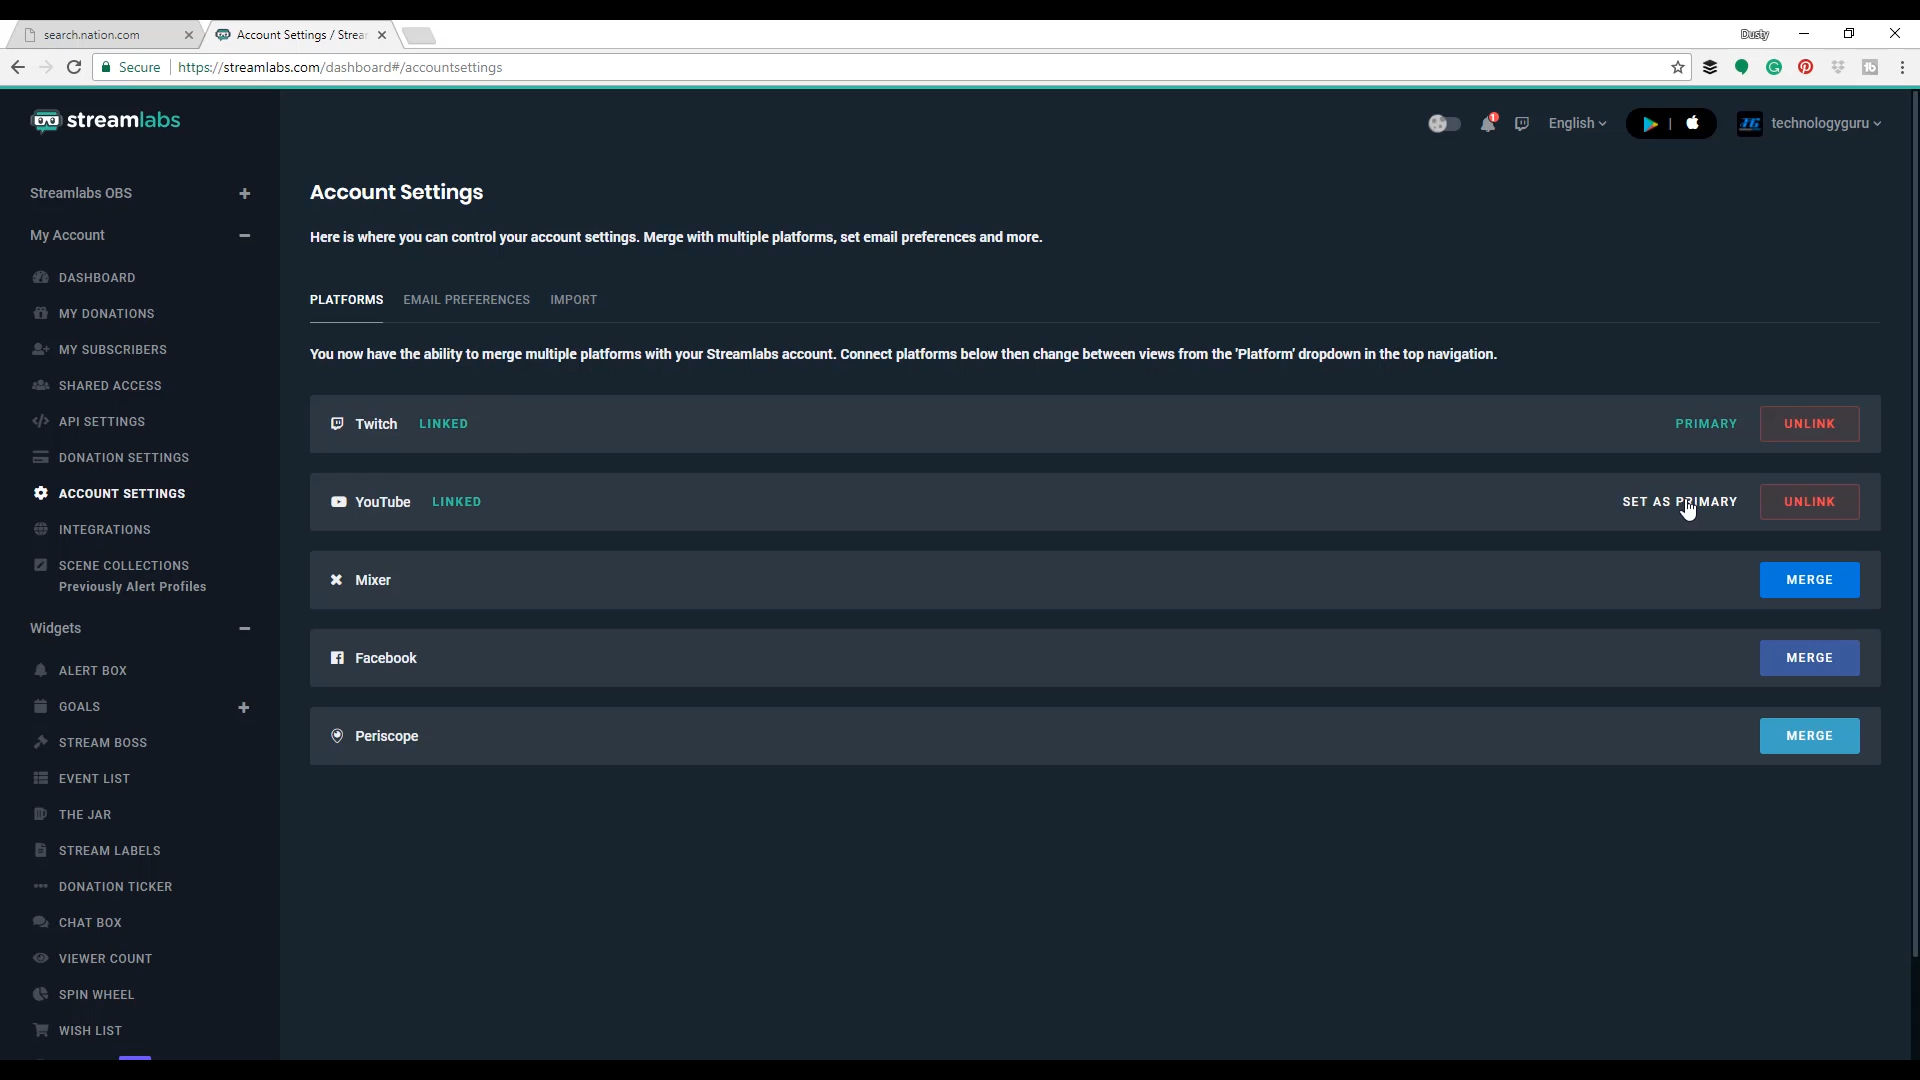 search.nation.com
Account Settings / Strea
Dusty
Secure
https://streamlabs.com/dashboard#/accountsettings
streamlabs
1
English
technologyguru
Streamlabs OBS
My Account
DASHBOARD
MY DONATIONS
MY SUBSCRIBERS
SHARED ACCESS
API SETTINGS
DONATION SETTINGS
ACCOUNT SETTINGS
INTEGRATIONS
SCENE COLLECTIONS
Previously Alert Profiles
Widgets
ALERT BOX
GOALS
STREAM BOSS
EVENT LIST
THE JAR
STREAM LABELS
DONATION TICKER
CHAT BOX
VIEWER COUNT
SPIN WHEEL
WISH LIST
Account Settings
Here is where you can control your account settings. Merge with multiple platforms, set email preferences and more.
PLATFORMS EMAIL PREFERENCES IMPORT
You now have the ability to merge multiple platforms with your Streamlabs account. Connect platforms below then change between views from the 'Platform' dropdown in the top navigation.
Twitch LINKED PRIMARY UNLINK
YouTube LINKED SET AS PRIMARY UNLINK
Mixer MERGE
Facebook MERGE
Periscope MERGE